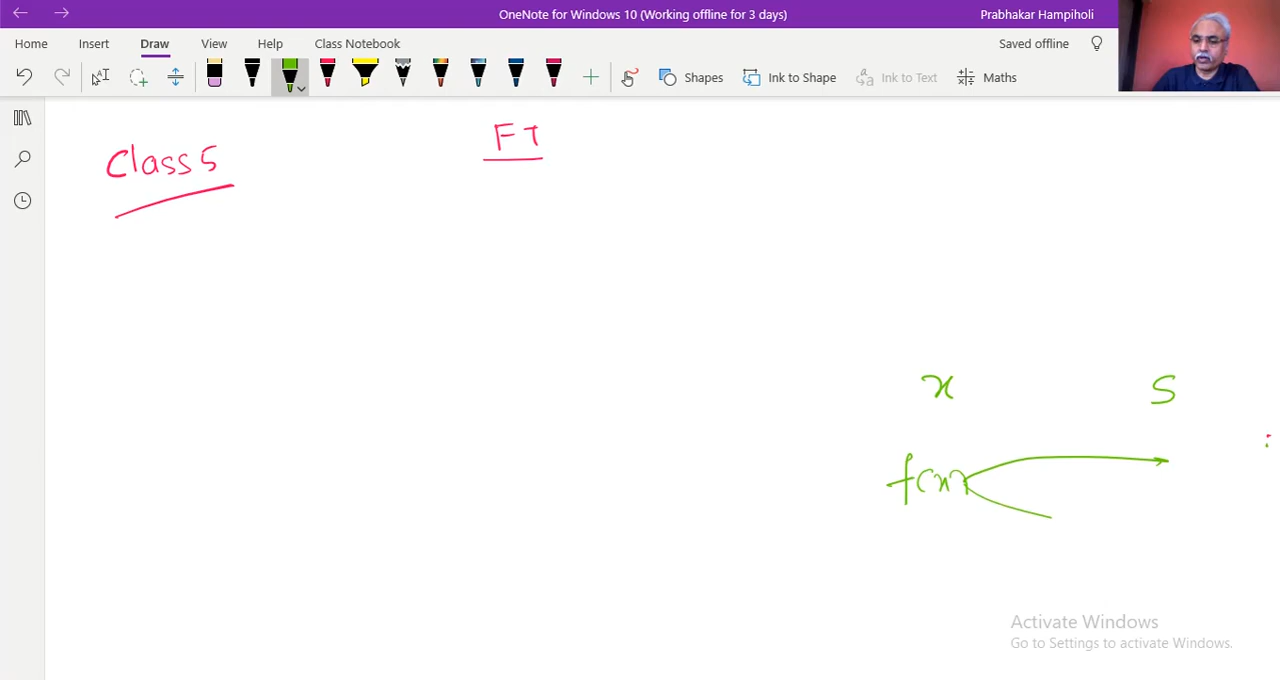 OneNote for Windows 10 (Working offline for 3 days)
Prabhakar Hampiholi
Home Insert Draw View Help Class Notebook
Saved offline
Shapes Ink to Shape Ink to Text Maths
FT
Class 5
x S
f(x)
Activate Windows
Go to Settings to activate Windows.